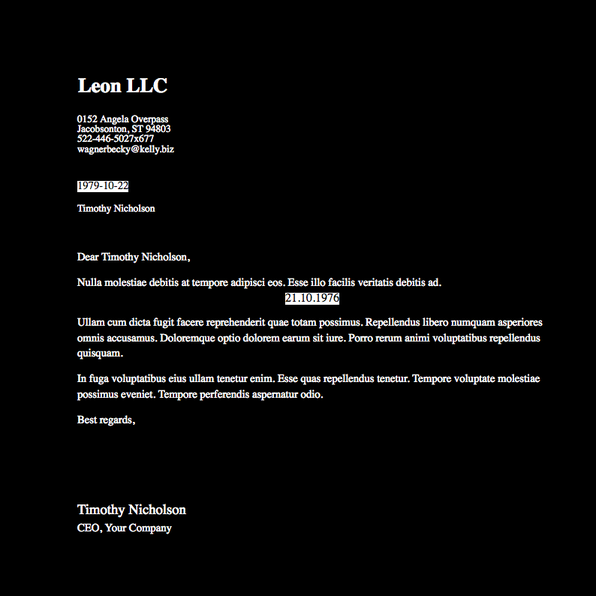 Leon LLC
0152 Angela Overpass
Jacobsonton, ST 94803
522-446-5027x677
wagnerbecky@kelly.biz
1979-10-22
Timothy Nicholson
Dear Timothy Nicholson,
Nulla molestiae debitis at tempore adipisci eos. Esse illo facilis veritatis debitis ad.
21.10.1976
Ullam cum dicta fugit facere reprehenderit quae totam possimus. Repellendus libero numquam asperiores
omnis accusamus. Doloremque optio dolorem earum sit iure. Porro rerum animi voluptatibus repellendus
quisquam.
In fuga voluptatibus eius ullam tenetur enim. Esse quas repellendus tenetur. Tempore voluptate molestiae
possimus eveniet. Tempore perferendis aspernatur odio.
Best regards,
Timothy Nicholson
CEO, Your Company